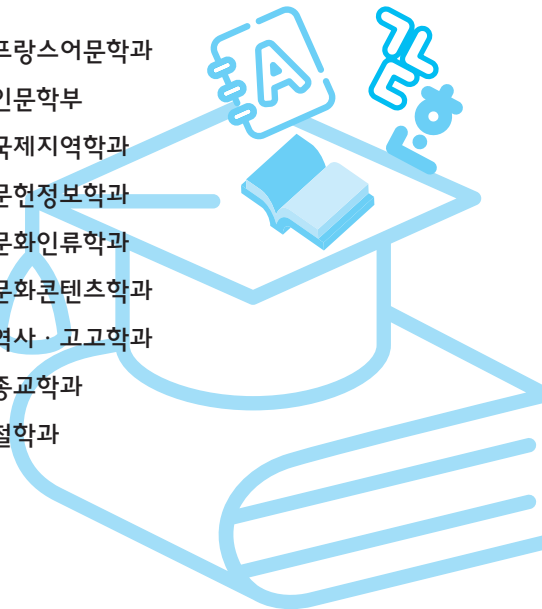 프랑스어문학과
인문학부
국제지역학과
문헌정보학과
문화인류학과
문화콘텐츠학과
역사 · 고고학과
종교학과
철학과
A